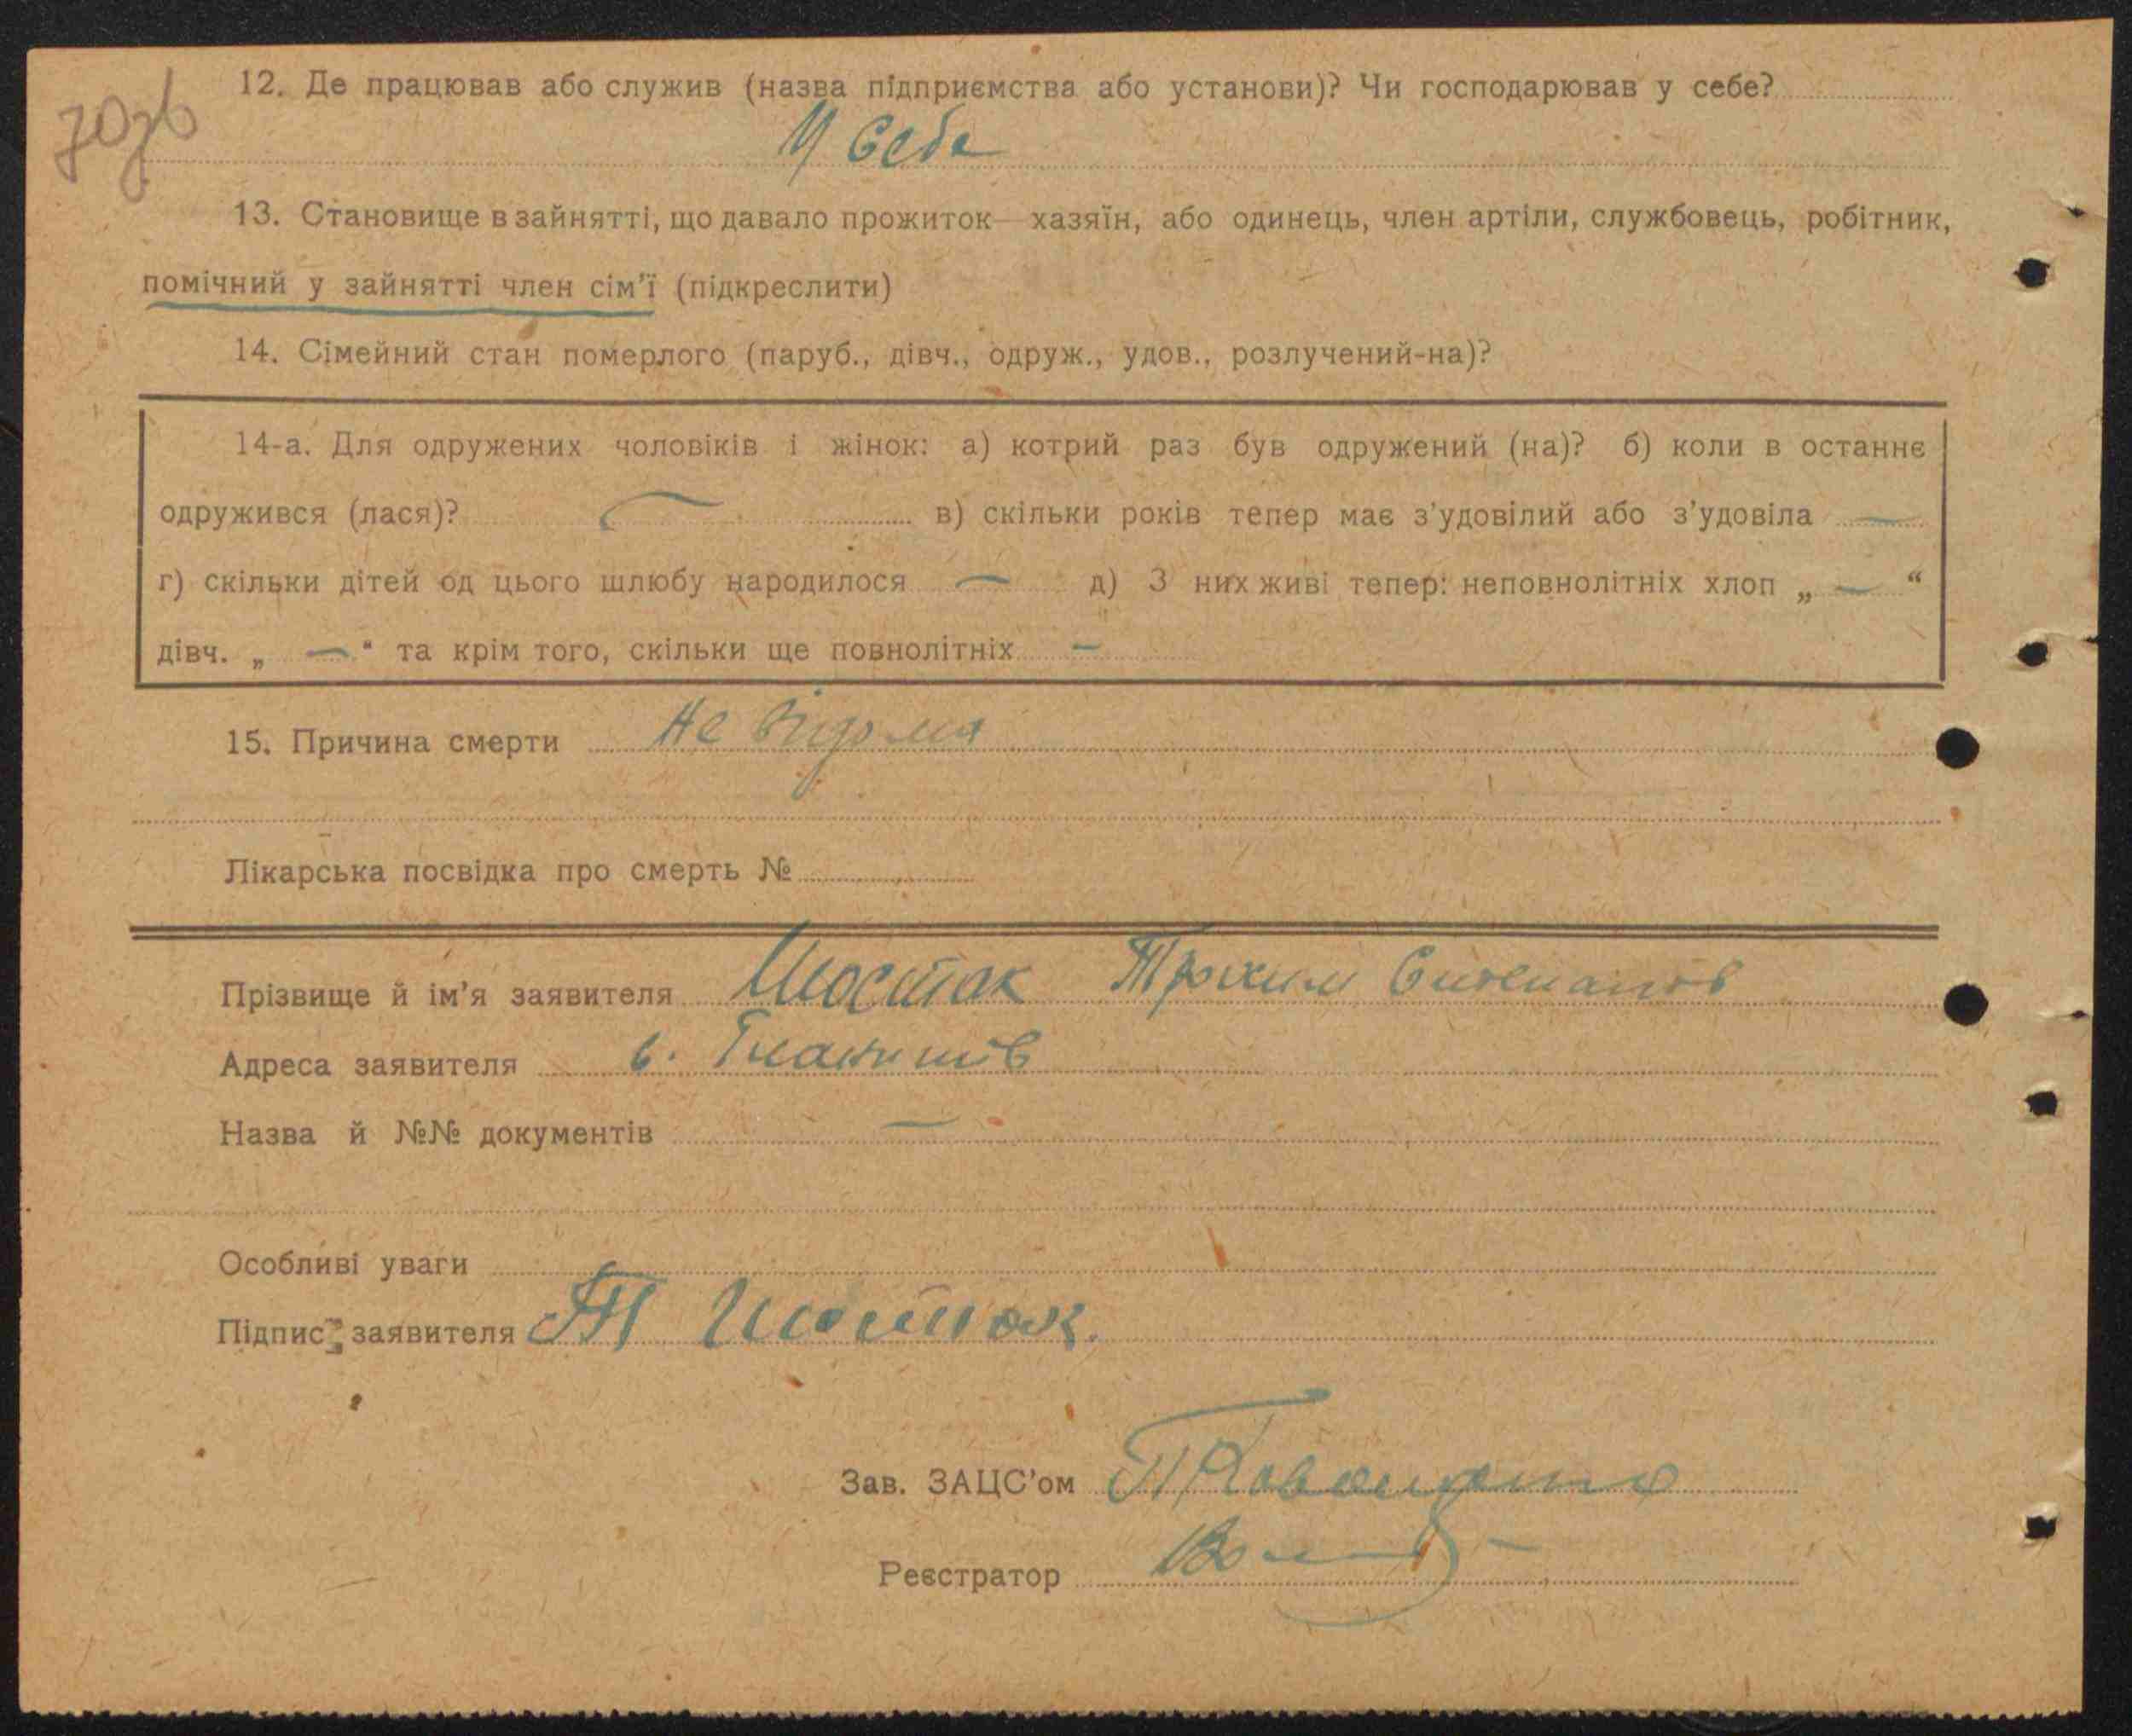 70зв
12. Де працював або служив (назва підприємства або установи)? Чи господарював у себе?
У себе
13. Становище в зайнятті, що давало прожиток—хазяїн, або одинець, член артіли, службовець, робітник,
помічний у зайнятті член сім'ї (підкреслити)
14. Сімейний стан померлого (паруб., дівч., одруж., удов., розлучений-на)?
14-а. Для одружених чоловіків і жінок: а) котрий раз був одружений (на)? б) коли в останнє
одружився (лася)? — в) скільки років тепер має з'удовілий або з'удовіла —
г) скільки дітей од цього шлюбу народилося — д) З них живі тепер: неповнолітніх хлоп „ — “
дівч. „ — “ та крім того, скільки ще повнолітніх —
15. Причина смерти Не відома
Лікарська посвідка про смерть №
Прізвище й ім'я заявителя Шостак Трохим Степанов
Адреса заявителя с.
Назва й №№ документів —
Особливі уваги
Підпис заявителя Т Шостак.
Зав. ЗАЦС'ом
Реєстратор